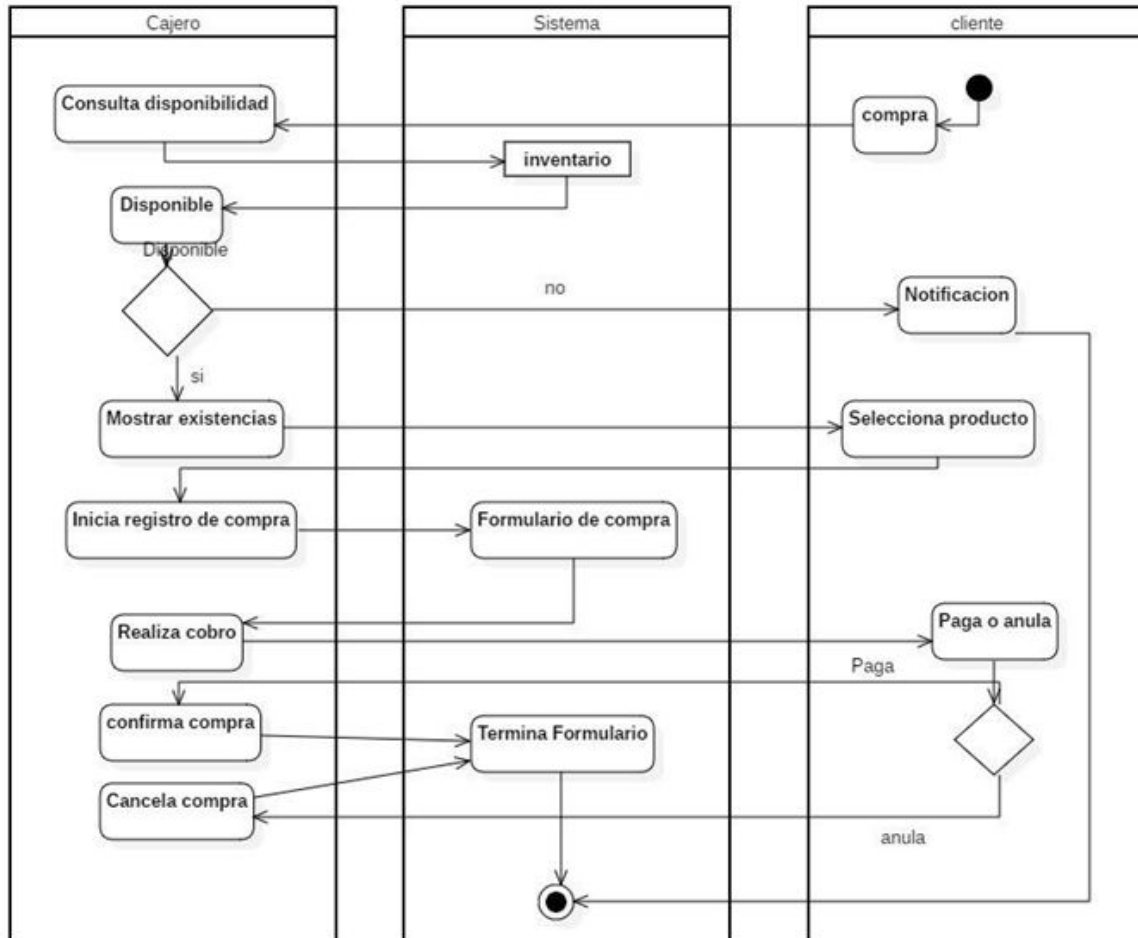 Cajero
Sistema
cliente
Consulta disponibilidad
compra
inventario
Disponible
Disponible
no
Notificacion
si
Mostrar existencias
Selecciona producto
Inicia registro de compra
Formulario de compra
Realiza cobro
Paga o anula
Paga
confirma compra
Termina Formulario
Cancela compra
anula